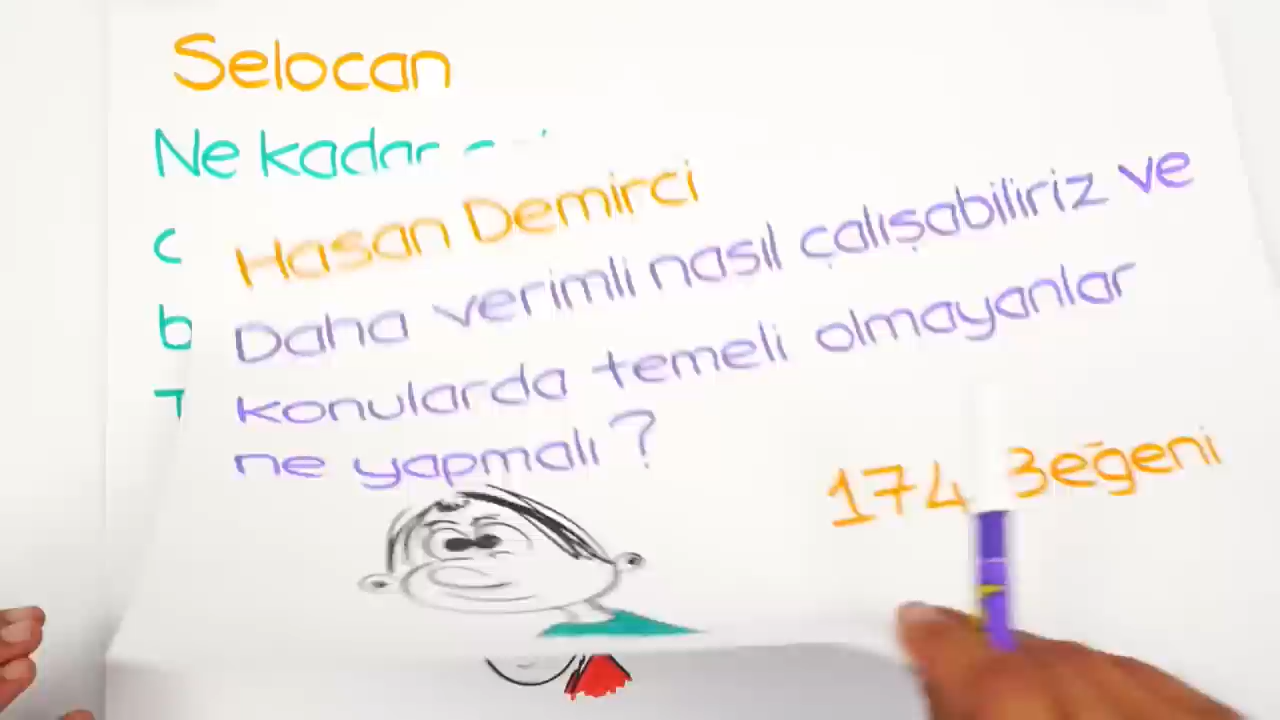 Selocan
Ne kadar
Hasan Demirci
Daha verimli nasıl çalışabiliriz ve
konularda temeli olmayanlar
ne yapmalı?
174 Beğeni